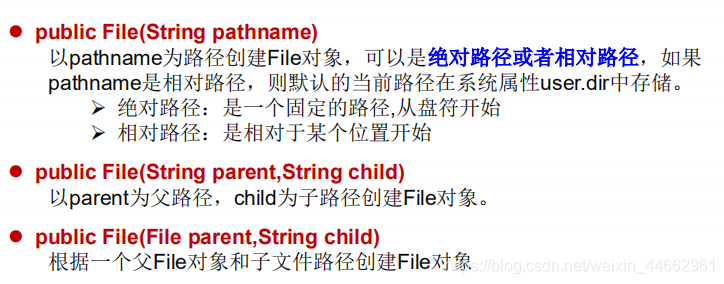 ● public File(String pathname)
以pathname为路径创建File对象，可以是绝对路径或者相对路径，如果
pathname是相对路径，则默认的当前路径在系统属性user.dir中存储。
➢ 绝对路径：是一个固定的路径,从盘符开始
➢ 相对路径：是相对于某个位置开始
● public File(String parent,String child)
以parent为父路径，child为子路径创建File对象。
● public File(File parent,String child)
根据一个父File对象和子文件路径创建File对象
https://blog.csdn.net/weixin_44662961